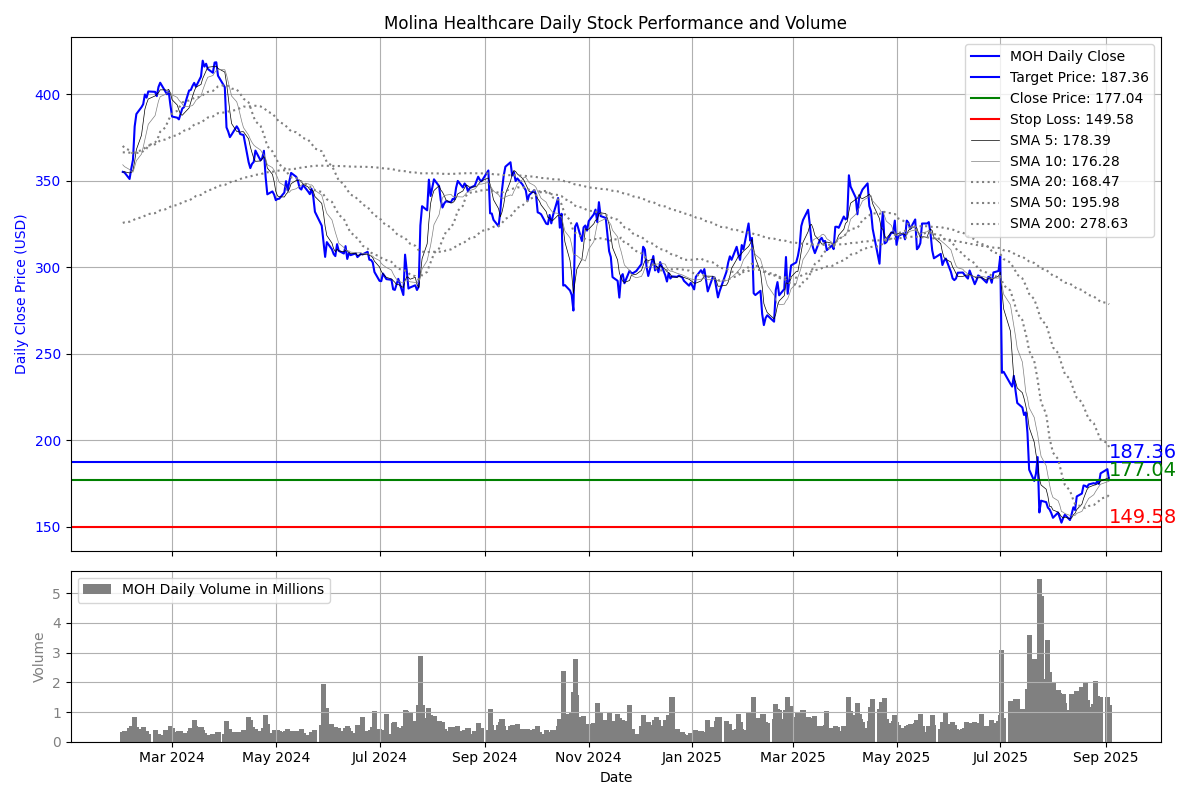 Molina Healthcare Daily Stock Performance and Volume
Daily Close Price (USD)
400
350
300
250
200
150
MOH Daily Close
Target Price: 187.36
Close Price: 177.04
Stop Loss: 149.58
SMA 5: 178.39
SMA 10: 176.28
SMA 20: 168.47
SMA 50: 195.98
SMA 200: 278.63
187.36
177.04
149.58
MOH Daily Volume in Millions
Volume
5
4
3
2
1
0
Mar 2024 May 2024 Jul 2024 Sep 2024 Nov 2024 Jan 2025 Mar 2025 May 2025 Jul 2025 Sep 2025
Date